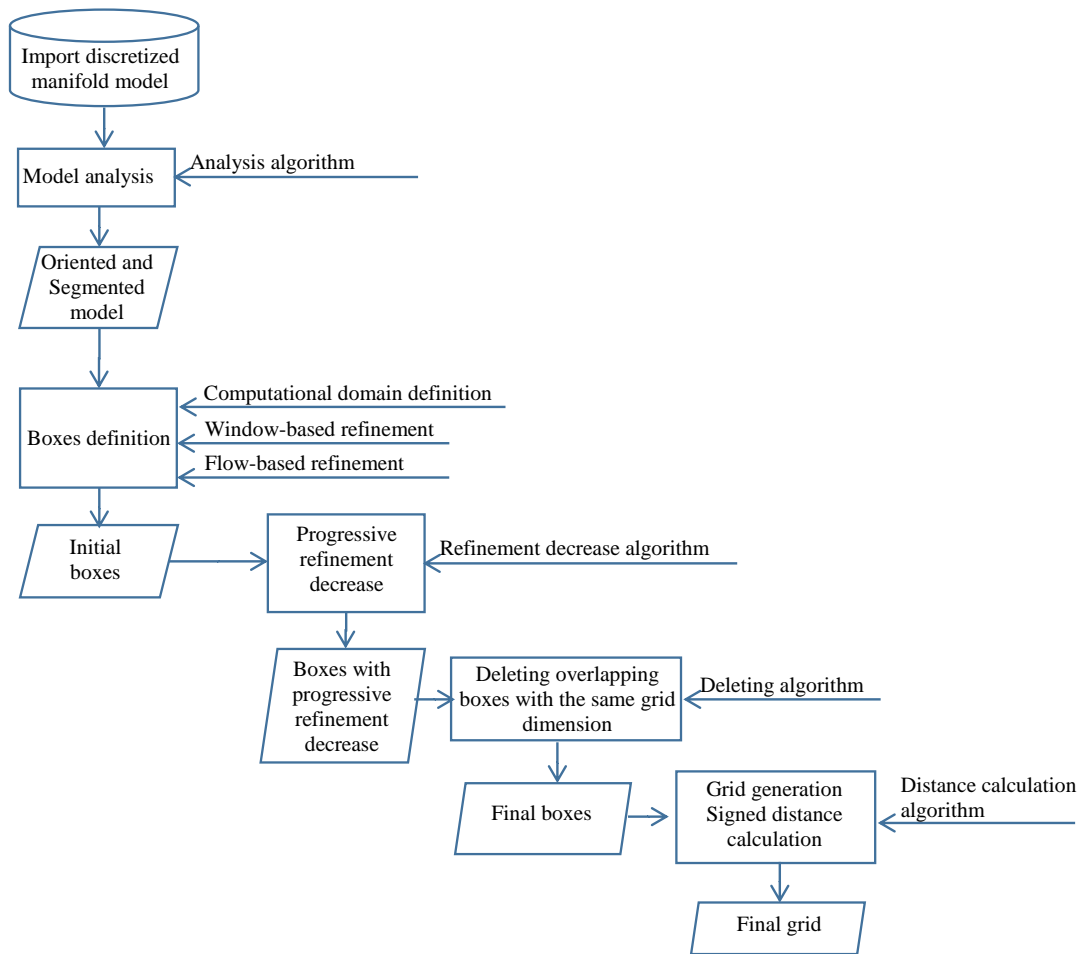 Import discretized
manifold model
Model analysis
Analysis algorithm
Oriented and
Segmented
model
Boxes definition
Computational domain definition
Window-based refinement
Flow-based refinement
Initial
boxes
Progressive
refinement
decrease
Refinement decrease algorithm
Boxes with
progressive
refinement
decrease
Deleting overlapping
boxes with the same grid
dimension
Deleting algorithm
Final boxes
Grid generation
Signed distance
calculation
Distance calculation
algorithm
Final grid